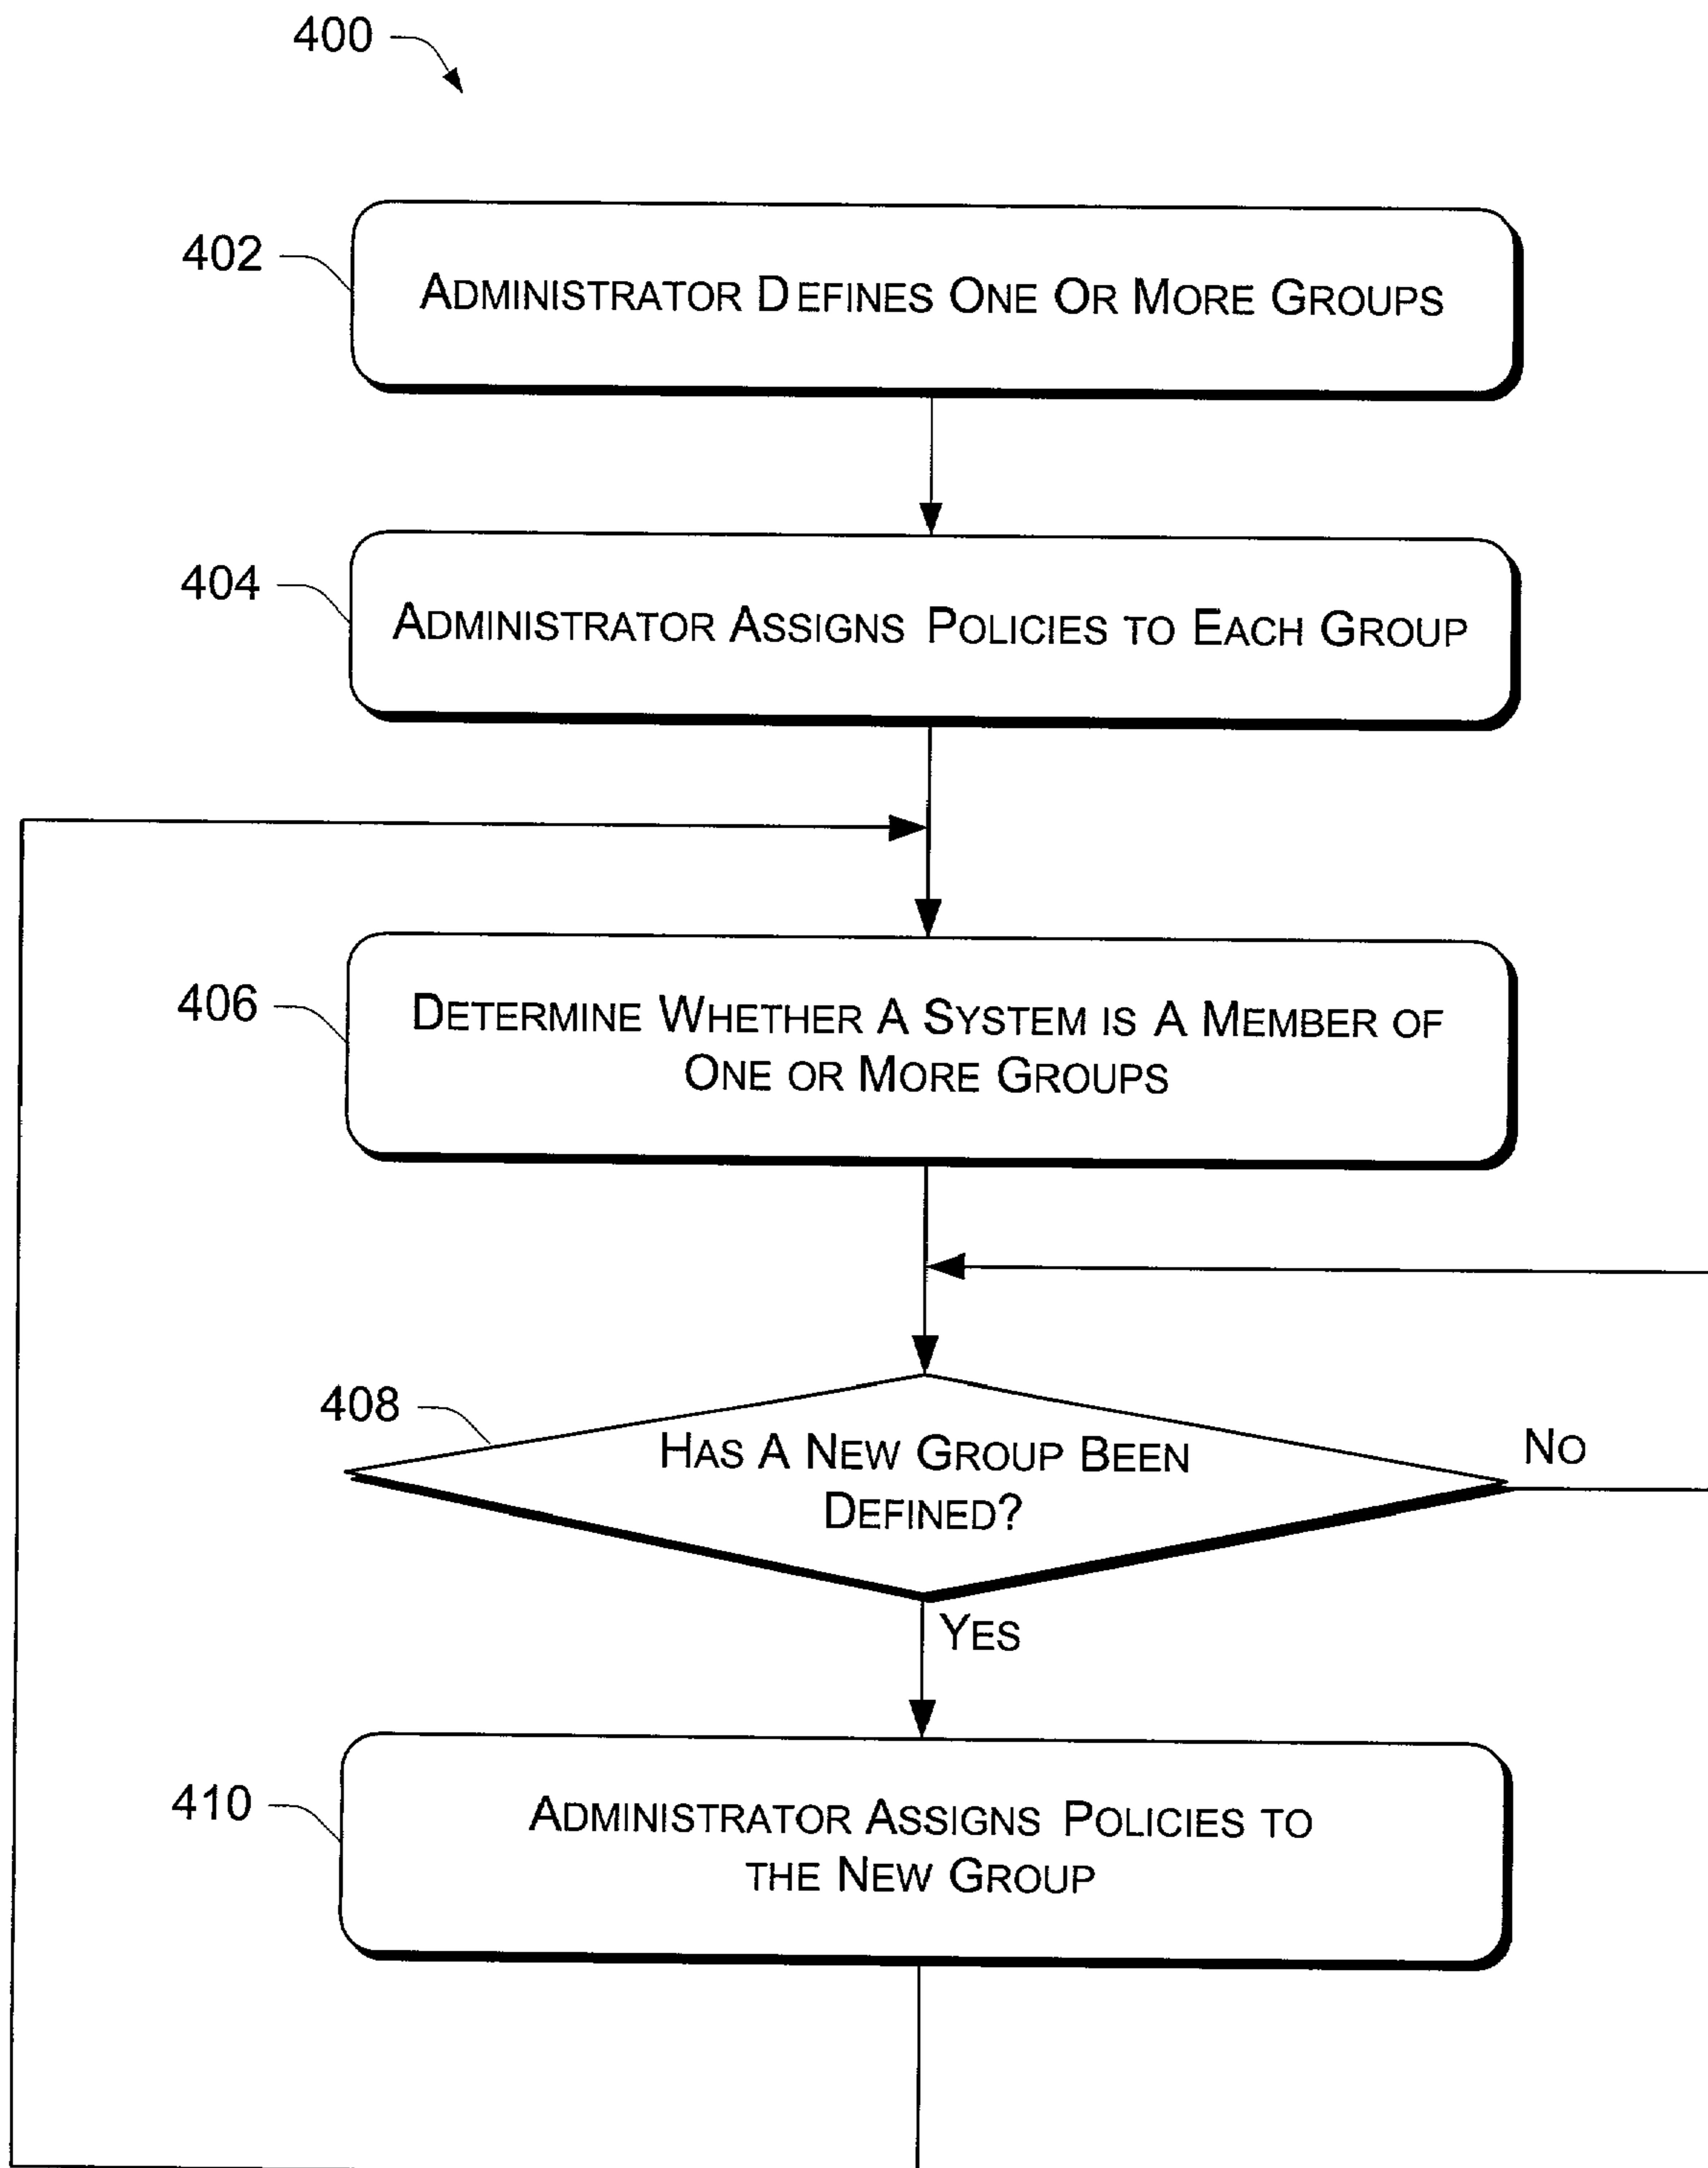 400
402
ADMINISTRATOR DEFINES ONE OR MORE GROUPS
404
ADMINISTRATOR ASSIGNS POLICIES TO EACH GROUP
406
DETERMINE WHETHER A SYSTEM IS A MEMBER OF
ONE OR MORE GROUPS
408
HAS A NEW GROUP BEEN
DEFINED?
NO
YES
410
ADMINISTRATOR ASSIGNS POLICIES TO
THE NEW GROUP